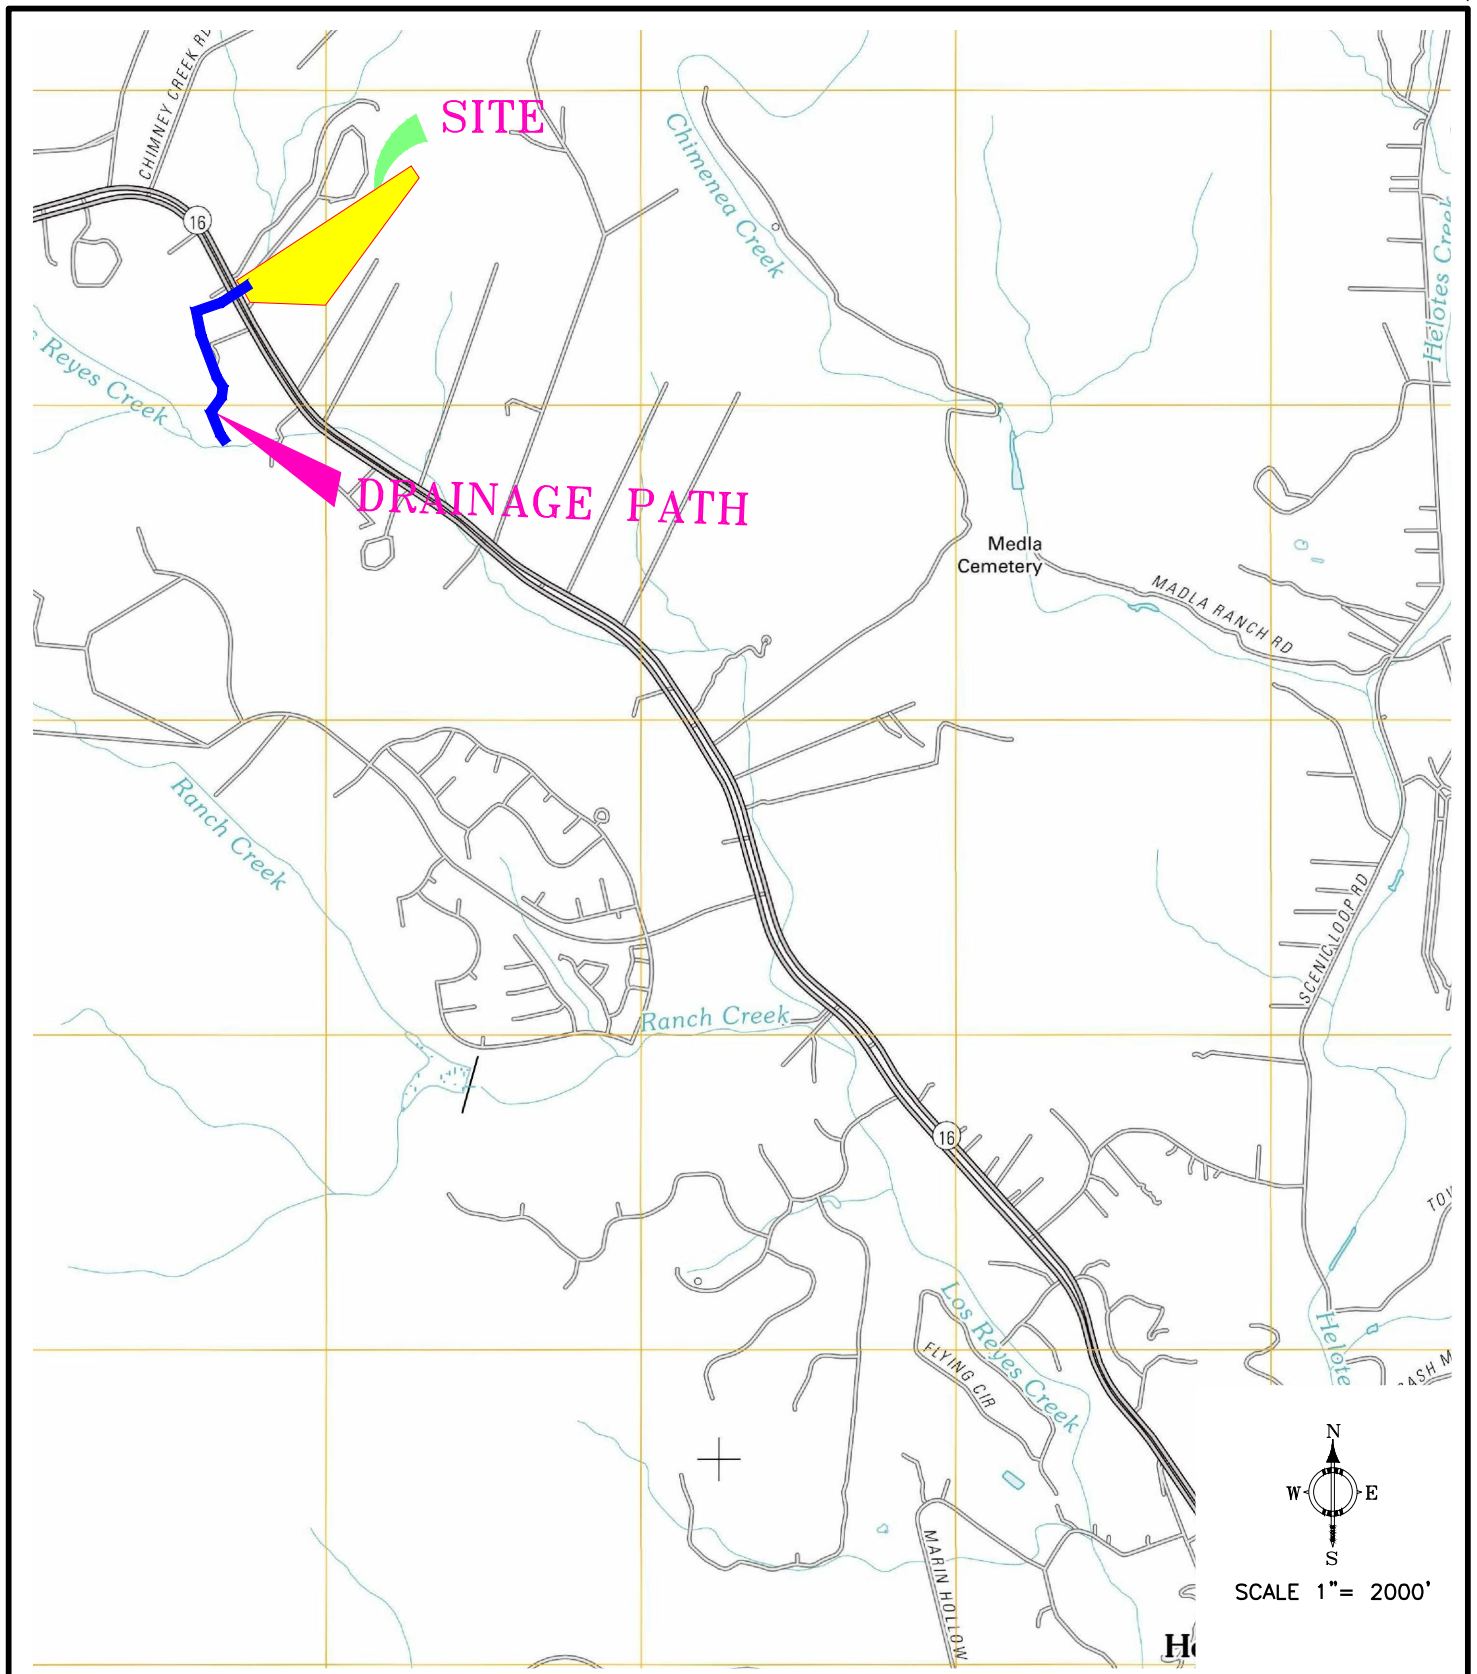 CHIMNEY CREEK RD
SITE
16
Chimenea Creek
Helotes Creek
Reyes Creek
DRAINAGE PATH
Medla
Cemetery
MADLA RANCH RD
Ranch Creek
SCENIC LOOP RD
Ranch Creek
16
Los Reyes Creek
FLYING CIR
Helote
MARIN HOLLOW
N
W
E
S
SCALE 1"= 2000'